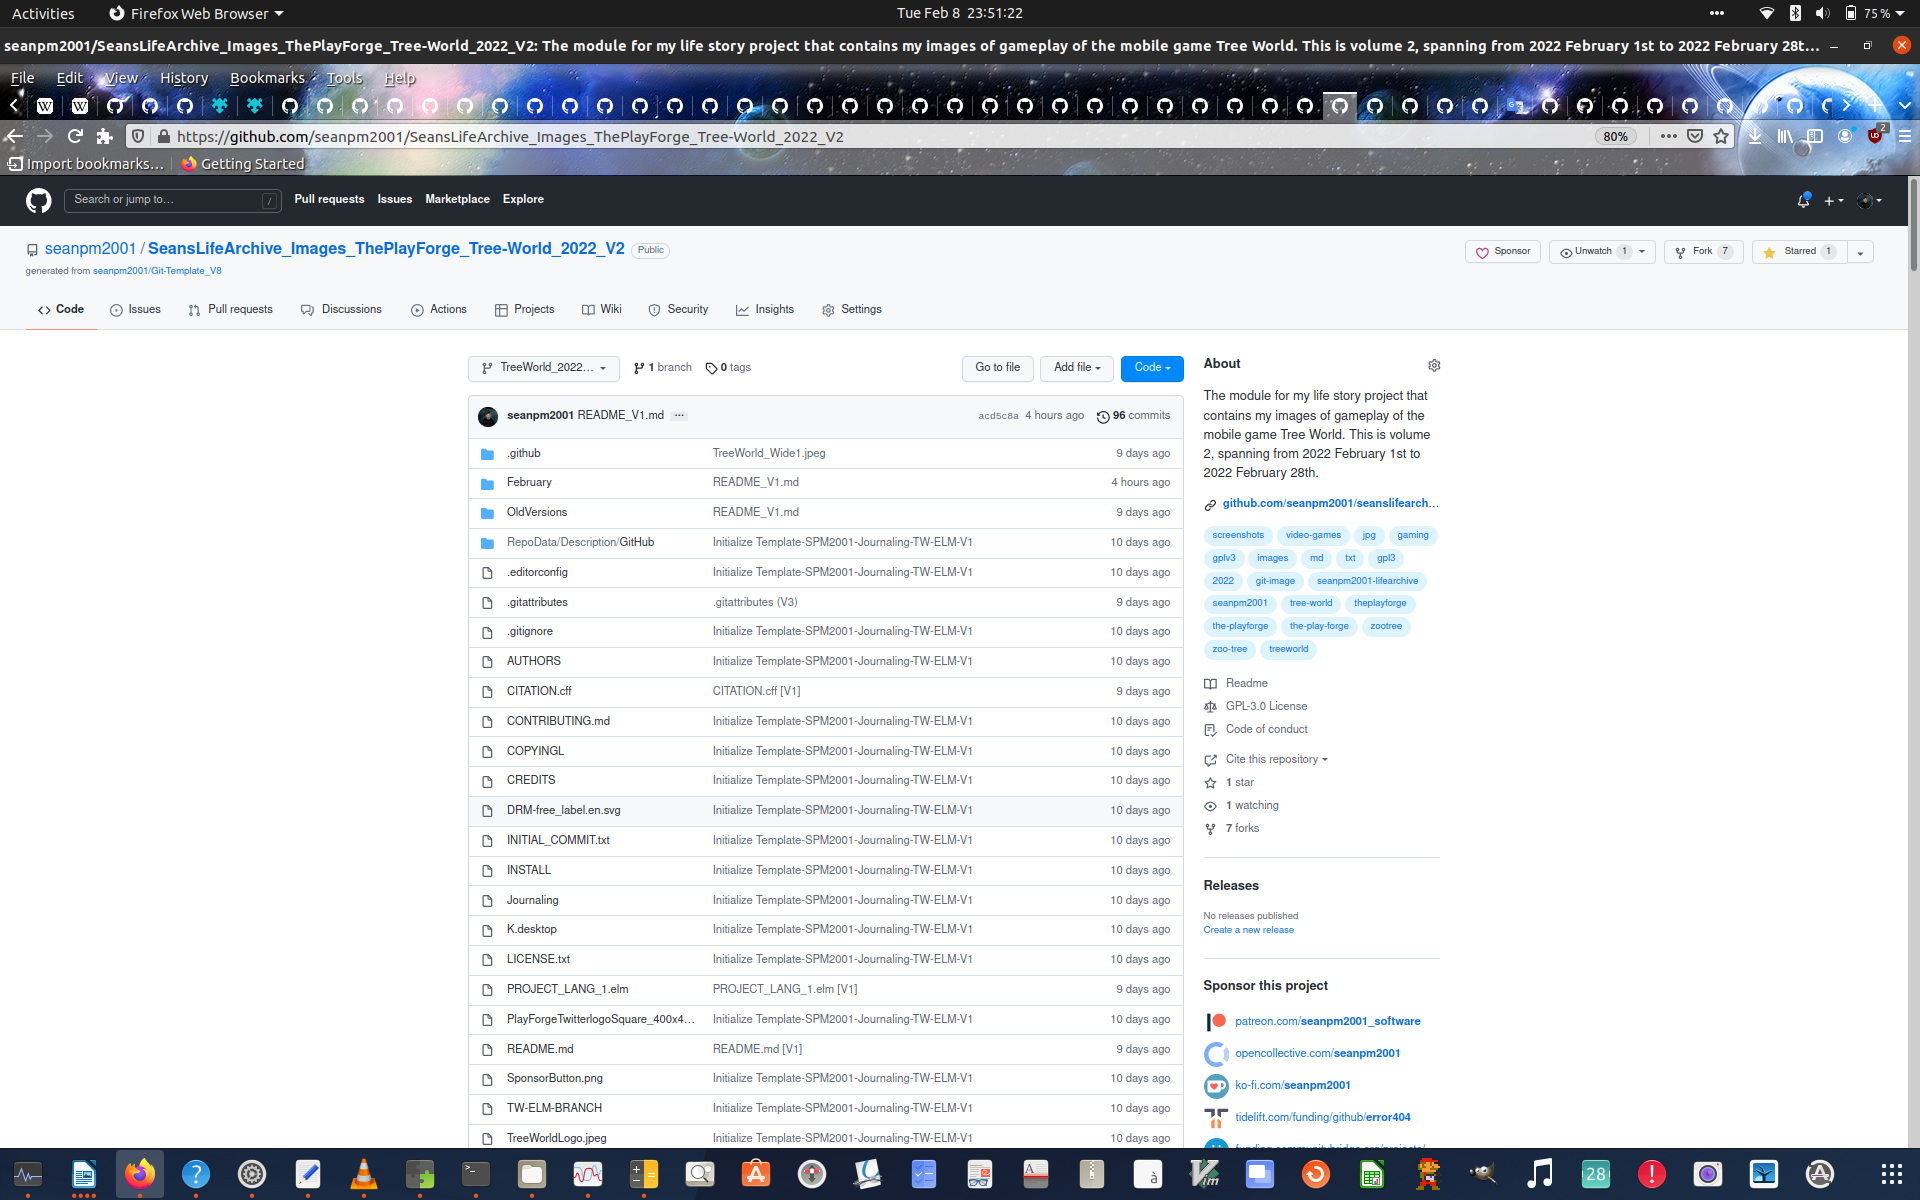 Activities Firefox Web Browser Tue Feb 8 23:51:22 75%
seanpm2001/SeansLifeArchive_Images_ThePlayForge_Tree-World_2022_V2: The module for my life story project that contains my images of gameplay of the mobile game Tree World. This is volume 2, spanning from 2022 February 1st to 2022 February 28t…
File Edit View History Bookmarks Tools Help
https://github.com/seanpm2001/SeansLifeArchive_Images_ThePlayForge_Tree-World_2022_V2 80% 2
Import bookmarks… Getting Started
Search or jump to… / Pull requests Issues Marketplace Explore
seanpm2001 / SeansLifeArchive_Images_ThePlayForge_Tree-World_2022_V2 Public Sponsor Unwatch 1 Fork 7 Starred 1
generated from seanpm2001/Git-Template_V8
Code Issues Pull requests Discussions Actions Projects Wiki Security Insights Settings
TreeWorld_2022… 1 branch 0 tags Go to file Add file Code
seanpm2001 README_V1.md … acd5c8a 4 hours ago 96 commits
.github TreeWorld_Wide1.jpeg 9 days ago
February README_V1.md 4 hours ago
OldVersions README_V1.md 9 days ago
RepoData/Description/GitHub Initialize Template-SPM2001-Journaling-TW-ELM-V1 10 days ago
.editorconfig Initialize Template-SPM2001-Journaling-TW-ELM-V1 10 days ago
.gitattributes .gitattributes (V3) 9 days ago
.gitignore Initialize Template-SPM2001-Journaling-TW-ELM-V1 10 days ago
AUTHORS Initialize Template-SPM2001-Journaling-TW-ELM-V1 10 days ago
CITATION.cff CITATION.cff [V1] 9 days ago
CONTRIBUTING.md Initialize Template-SPM2001-Journaling-TW-ELM-V1 10 days ago
COPYINGL Initialize Template-SPM2001-Journaling-TW-ELM-V1 10 days ago
CREDITS Initialize Template-SPM2001-Journaling-TW-ELM-V1 10 days ago
DRM-free_label.en.svg Initialize Template-SPM2001-Journaling-TW-ELM-V1 10 days ago
INITIAL_COMMIT.txt Initialize Template-SPM2001-Journaling-TW-ELM-V1 10 days ago
INSTALL Initialize Template-SPM2001-Journaling-TW-ELM-V1 10 days ago
Journaling Initialize Template-SPM2001-Journaling-TW-ELM-V1 10 days ago
K.desktop Initialize Template-SPM2001-Journaling-TW-ELM-V1 10 days ago
LICENSE.txt Initialize Template-SPM2001-Journaling-TW-ELM-V1 10 days ago
PROJECT_LANG_1.elm PROJECT_LANG_1.elm [V1] 9 days ago
PlayForgeTwitterlogoSquare_400x4… Initialize Template-SPM2001-Journaling-TW-ELM-V1 10 days ago
README.md README.md [V1] 9 days ago
SponsorButton.png Initialize Template-SPM2001-Journaling-TW-ELM-V1 10 days ago
TW-ELM-BRANCH Initialize Template-SPM2001-Journaling-TW-ELM-V1 10 days ago
TreeWorldLogo.jpeg Initialize Template-SPM2001-Journaling-TW-ELM-V1 10 days ago
About
The module for my life story project that
contains my images of gameplay of the
mobile game Tree World. This is volume
2, spanning from 2022 February 1st to
2022 February 28th.
github.com/seanpm2001/seanslifearch…
screenshots video-games jpg gaming
gplv3 images md txt gpl3
2022 git-image seanpm2001-lifearchive
seanpm2001 tree-world theplayforge
the-playforge the-play-forge zootree
zoo-tree treeworld
Readme
GPL-3.0 License
Code of conduct
Cite this repository
1 star
1 watching
7 forks
Releases
No releases published
Create a new release
Sponsor this project
patreon.com/seanpm2001_software
opencollective.com/seanpm2001
ko-fi.com/seanpm2001
tidelift.com/funding/github/error404
28